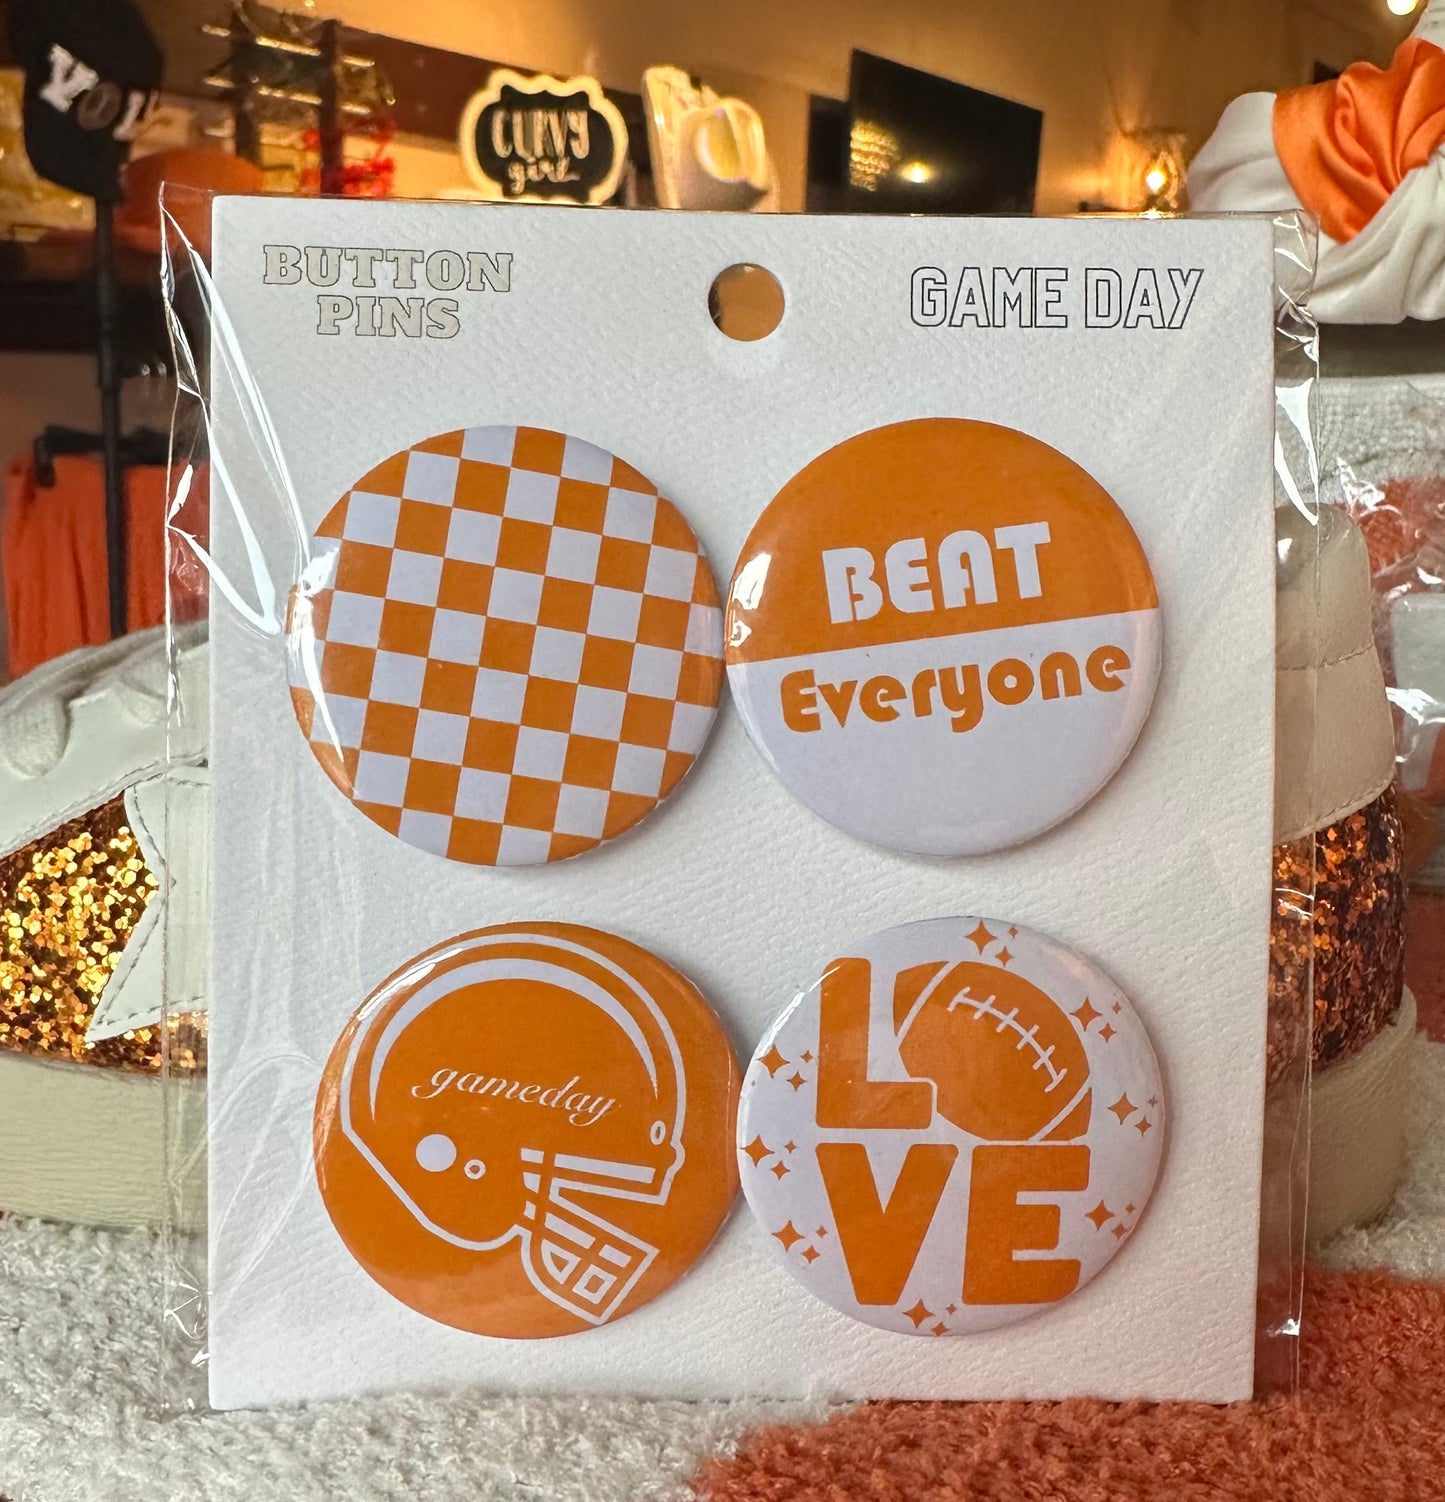 VOL
CURVY
girl
BUTTON
PINS
GAME DAY
BEAT
Everyone
gameday
LOVE